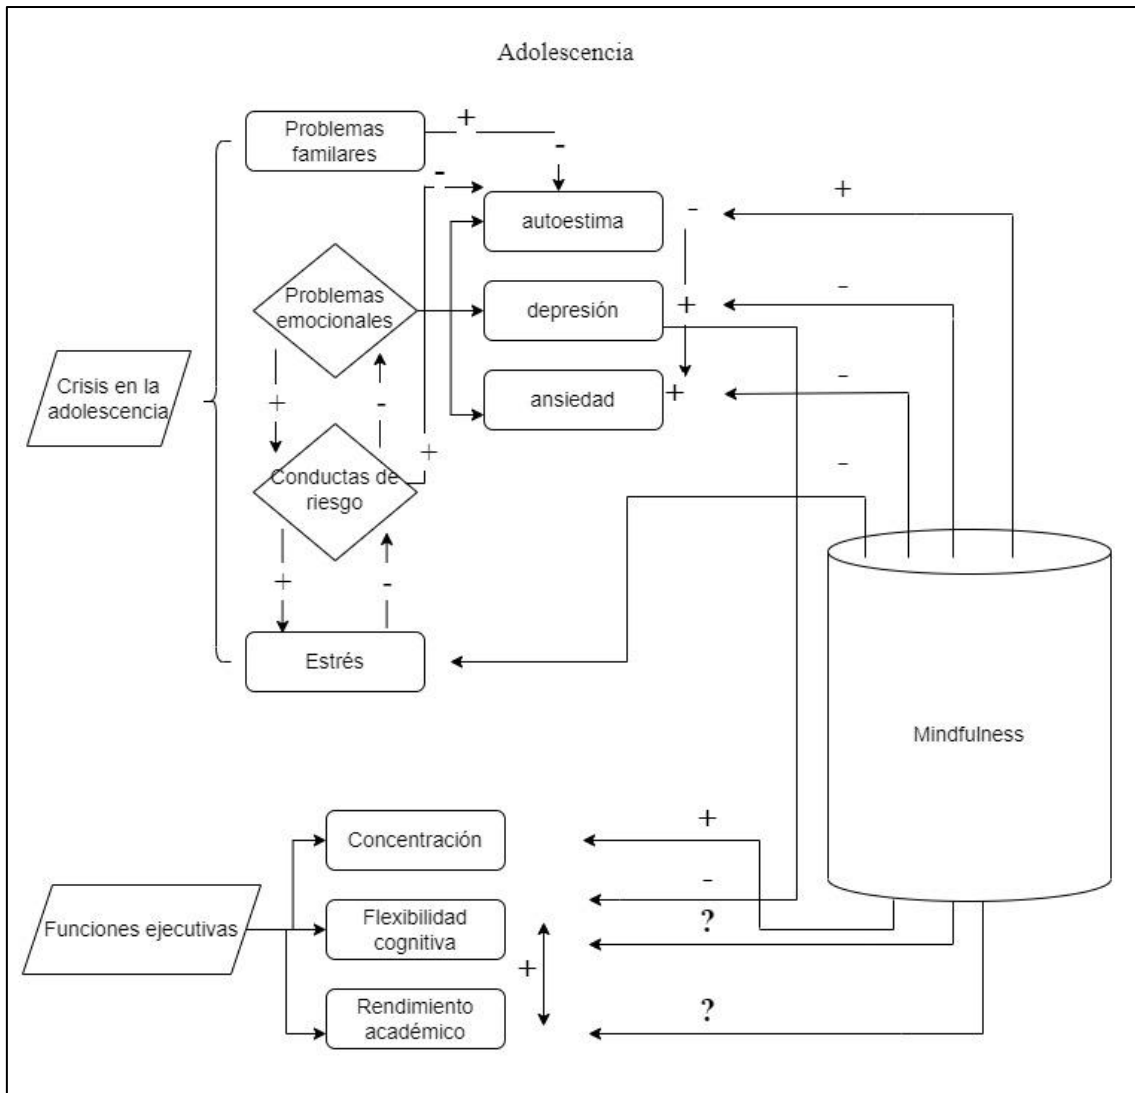 Adolescencia
+
Problemas
familares
-
-
+
autoestima
-
Problemas
emocionales
-
depresión
+
-
Crisis en la
adolescencia
+
-
ansiedad
+
+
Conductas de
riesgo
-
+
-
Estrés
Mindfulness
+
Concentración
-
Funciones ejecutivas
Flexibilidad
cognitiva
?
+
Rendimiento
académico
?